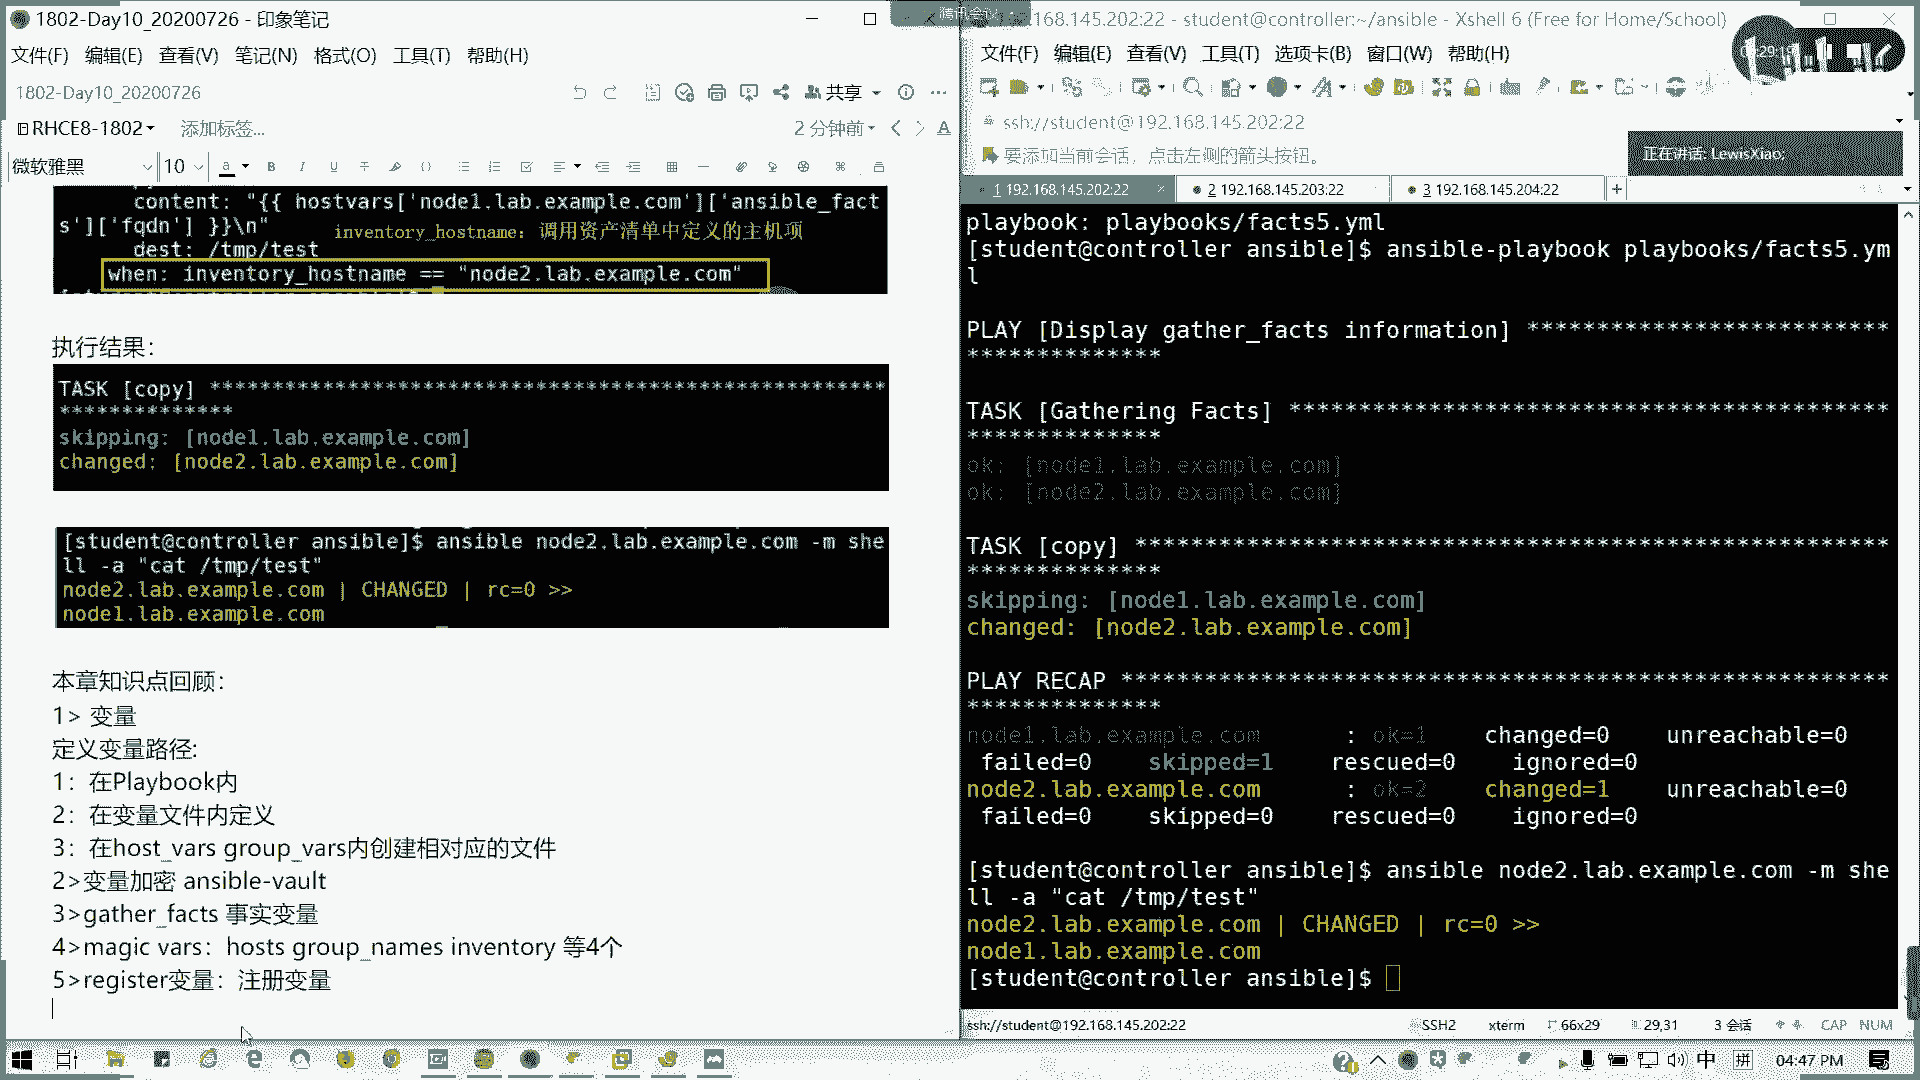 1802-Day10_20200726 - 印象笔记
文件(F) 编辑(E) 查看(V) 笔记(N) 格式(O) 工具(T) 帮助(H)
1802-Day10_20200726
共享
RHCE8-1802
添加标签...
2 分钟前
微软雅黑
10
content: "{{ hostvars['node1.lab.example.com']['ansible_fact
s']['fqdn'] }}\n"
inventory_hostname: 调用资产清单中定义的主机项
dest: /tmp/test
when: inventory_hostname == "node2.lab.example.com"
执行结果：
TASK [copy] ******************************************************
**************
skipping: [node1.lab.example.com]
changed: [node2.lab.example.com]
[student@controller ansible]$ ansible node2.lab.example.com -m she
ll -a "cat /tmp/test"
node2.lab.example.com | CHANGED | rc=0 >>
node1.lab.example.com
本章知识点回顾：
1> 变量
定义变量路径:
1：在Playbook内
2：在变量文件内定义
3：在host_vars group_vars内创建相对应的文件
2>变量加密 ansible-vault
3>gather_facts 事实变量
4>magic vars：hosts group_names inventory 等4个
5>register变量：注册变量
腾讯会议
192.168.145.202:22 - student@controller:~/ansible - Xshell 6 (Free for Home/School)
文件(F) 编辑(E) 查看(V) 工具(T) 选项卡(B) 窗口(W) 帮助(H)
ssh://student@192.168.145.202:22
要添加当前会话，点击左侧的箭头按钮。
正在讲话: LewisXiao;
1 192.168.145.202:22
2 192.168.145.203:22
3 192.168.145.204:22
playbook: playbooks/facts5.yml
[student@controller ansible]$ ansible-playbook playbooks/facts5.ym
l
PLAY [Display gather_facts information] **************************
**************
TASK [Gathering Facts] *******************************************
**************
ok: [node1.lab.example.com]
ok: [node2.lab.example.com]
TASK [copy] ******************************************************
**************
skipping: [node1.lab.example.com]
changed: [node2.lab.example.com]
PLAY RECAP *******************************************************
**************
node1.lab.example.com : ok=1 changed=0 unreachable=0
failed=0 skipped=1 rescued=0 ignored=0
node2.lab.example.com : ok=2 changed=1 unreachable=0
failed=0 skipped=0 rescued=0 ignored=0
[student@controller ansible]$ ansible node2.lab.example.com -m she
ll -a "cat /tmp/test"
node2.lab.example.com | CHANGED | rc=0 >>
node1.lab.example.com
[student@controller ansible]$
ssh://student@192.168.145.202:22
SSH2 xterm 66x29 29,31 3 会话 CAP NUM
中 拼 04:47 PM